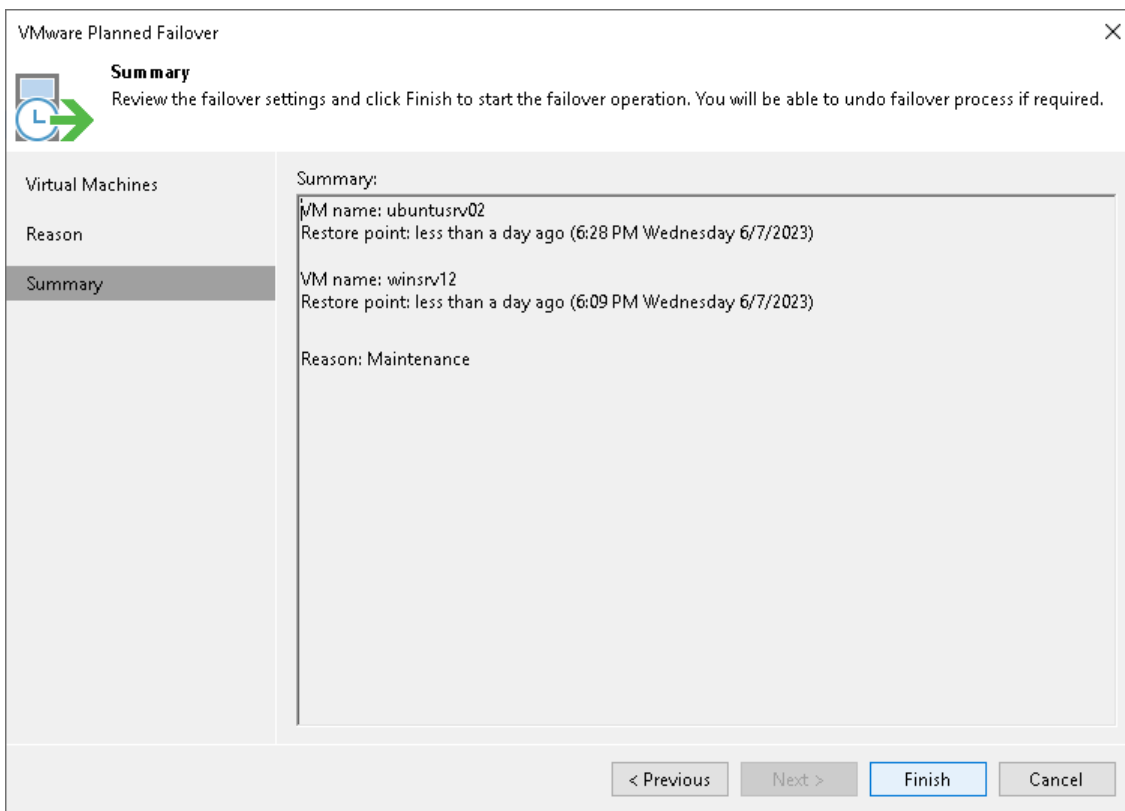 VMware Planned Failover
Summary
Review the failover settings and click Finish to start the failover operation. You will be able to undo failover process if required.
Virtual Machines
Reason
Summary
Summary:
VM name: ubuntusrv02
Restore point: less than a day ago (6:28 PM Wednesday 6/7/2023)
VM name: winsrv12
Restore point: less than a day ago (6:09 PM Wednesday 6/7/2023)
Reason: Maintenance
< Previous
Next >
Finish
Cancel